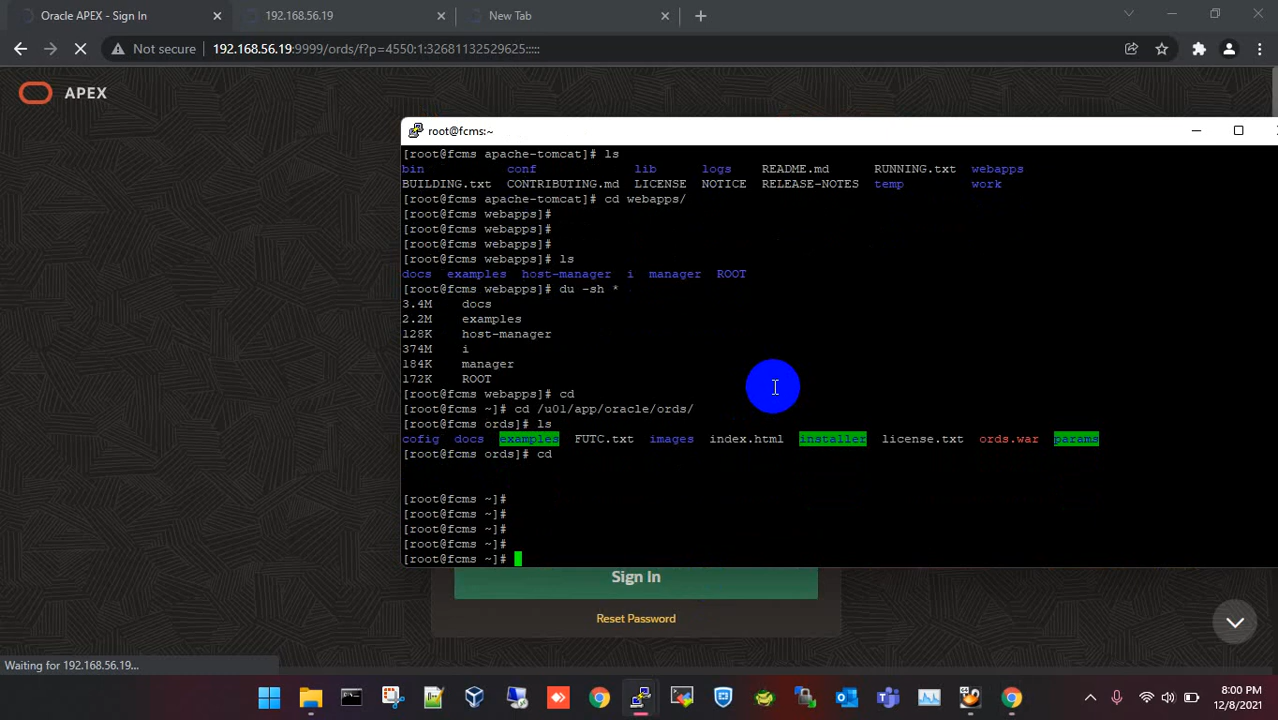 Oracle APEX - Sign In
192.168.56.19
New Tab
Not secure 192.168.56.19:9999/ords/f?p=4550:1:32681132529625:::::
APEX
root@fcms:~
[root@fcms apache-tomcat]# ls
bin conf lib logs README.md RUNNING.txt webapps
BUILDING.txt CONTRIBUTING.md LICENSE NOTICE RELEASE-NOTES temp work
[root@fcms apache-tomcat]# cd webapps/
[root@fcms webapps]#
[root@fcms webapps]#
[root@fcms webapps]#
[root@fcms webapps]# ls
docs examples host-manager i manager ROOT
[root@fcms webapps]# du -sh *
3.4M docs
2.2M examples
128K host-manager
374M i
184K manager
172K ROOT
[root@fcms webapps]# cd
[root@fcms ~]# cd /u01/app/oracle/ords/
[root@fcms ords]# ls
cofig docs examples FUTC.txt images index.html installer license.txt ords.war params
[root@fcms ords]# cd
[root@fcms ~]#
[root@fcms ~]#
[root@fcms ~]#
[root@fcms ~]#
[root@fcms ~]#
Sign In
Reset Password
Waiting for 192.168.56.19...
8:00 PM
12/8/2021